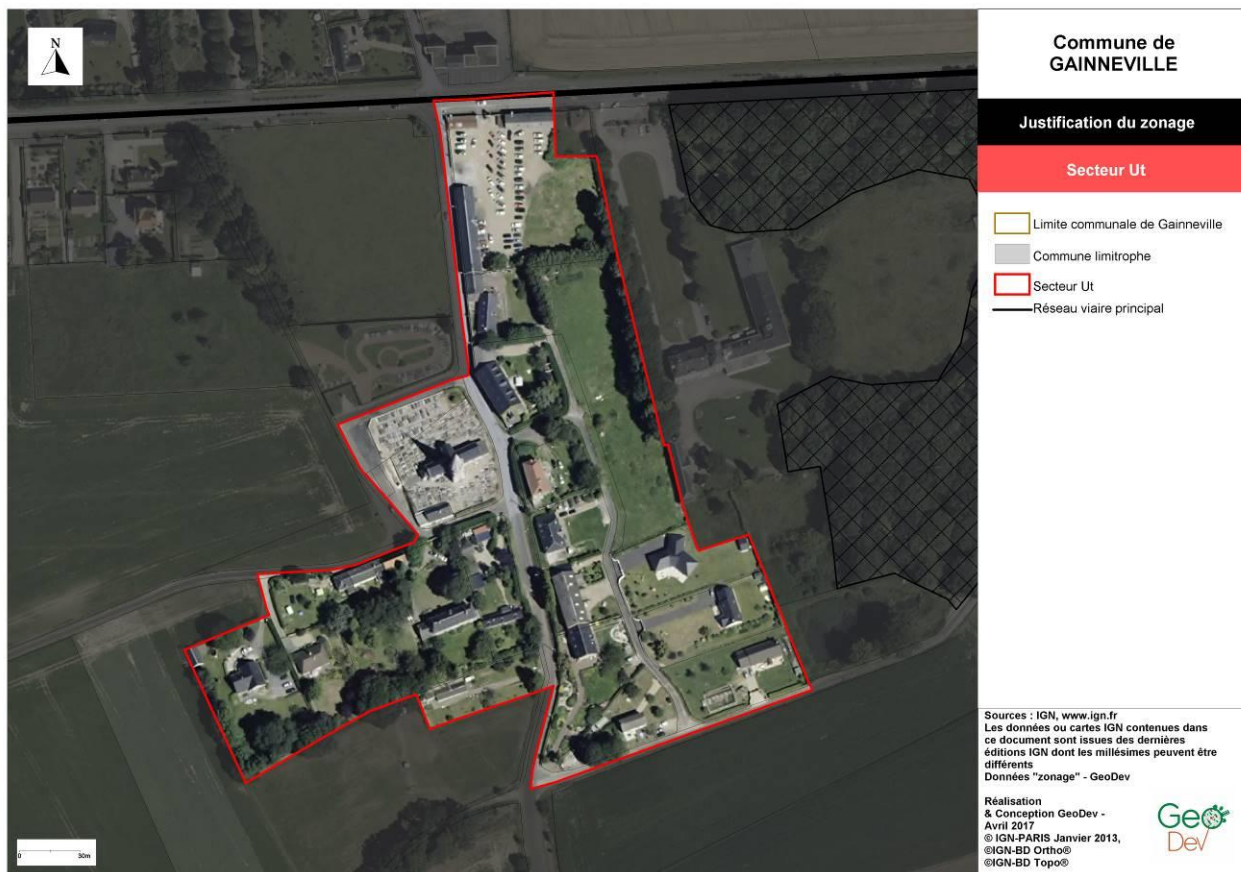 N
Commune de
GAINNEVILLE
Justification du zonage
Secteur Ut
Limite communale de Gainneville
Commune limitrophe
Secteur Ut
Réseau viaire principal
Sources : IGN, www.ign.fr
Les données ou cartes IGN contenues dans
ce document sont issues des dernières
éditions IGN dont les millésimes peuvent être
différents
Données "zonage" - GeoDev
Réalisation
& Conception GeoDev -
Avril 2017
© IGN-PARIS Janvier 2013,
©IGN-BD Ortho®
©IGN-BD Topo®
Geo
Dev
0 30m